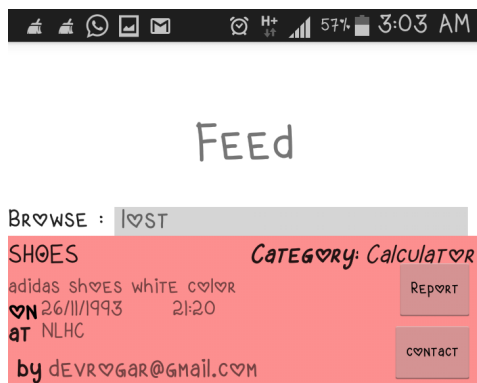 H+ 57% 3:03 AM
FEEd
BROWSE : lOST
SHOES CATEGORY: CalculatOR
adidas shOEs whiTE cOlOR
ON 26/11/1993 21:20
aT NLHC
by dEVROGaR@GMail.cOM
REpORT
cONTacT